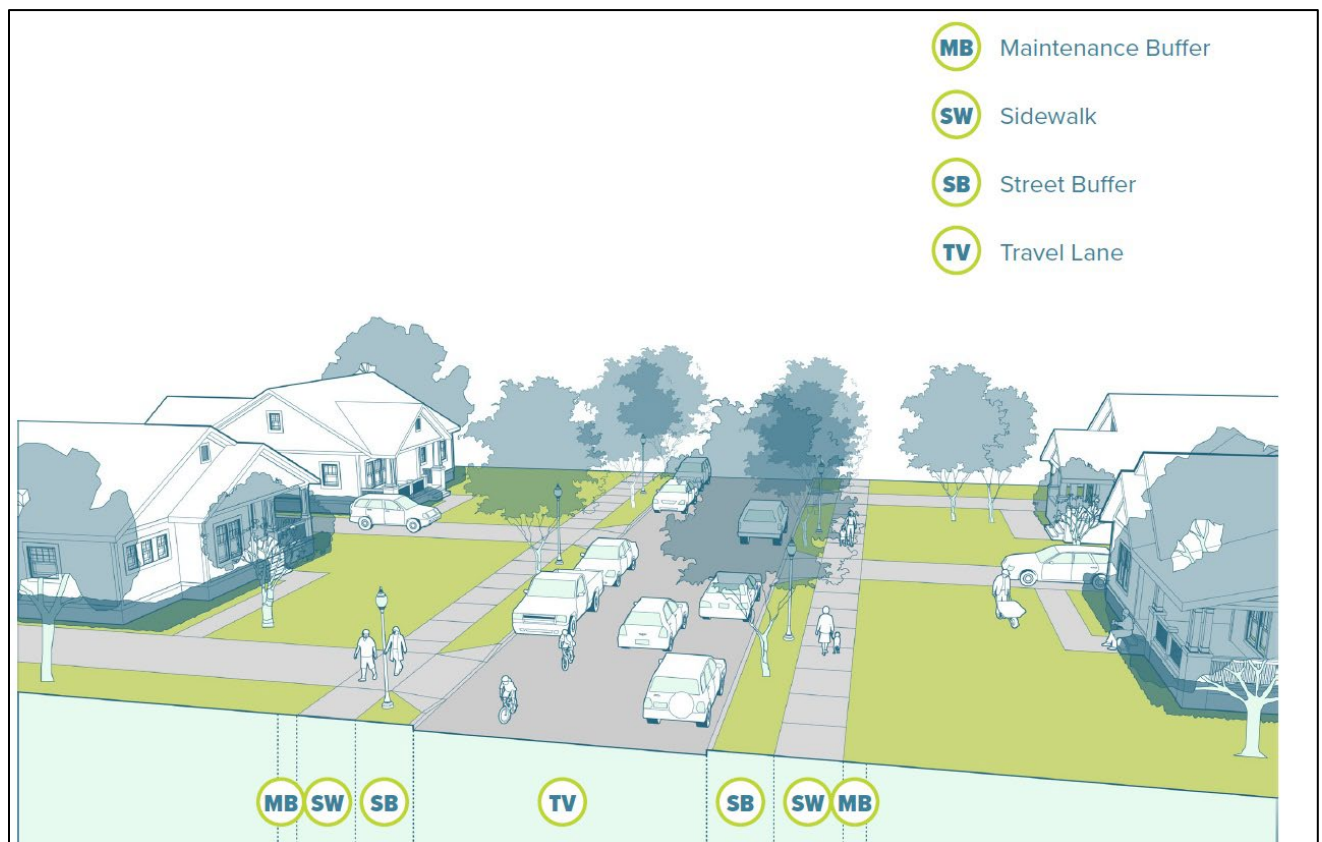 MB Maintenance Buffer
SW Sidewalk
SB Street Buffer
TV Travel Lane
MB SW SB TV SB SW MB